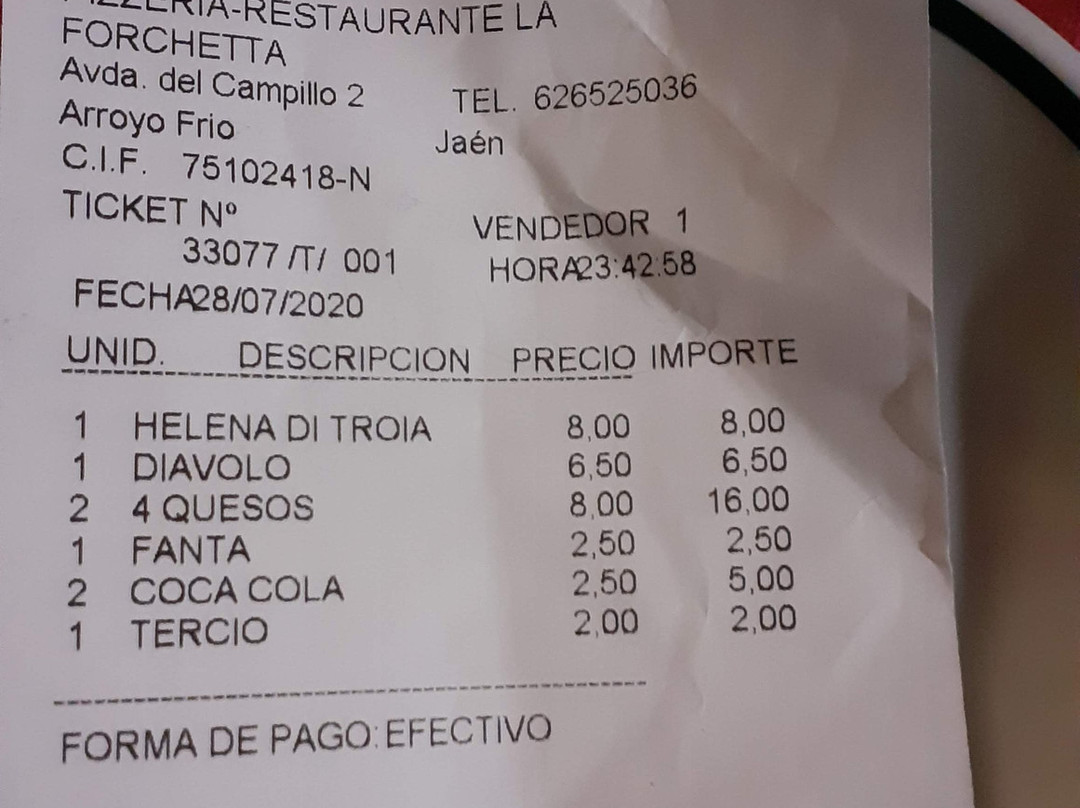 PIZZERIA-RESTAURANTE LA
FORCHETTA
Avda. del Campillo 2 TEL. 626525036
Arroyo Frio Jaén
C.I.F. 75102418-N
TICKET Nº VENDEDOR 1
33077 /T/ 001 HORA23:42:58
FECHA28/07/2020
UNID. DESCRIPCION PRECIO IMPORTE
1 HELENA DI TROIA 8,00 8,00
1 DIAVOLO 6,50 6,50
2 4 QUESOS 8,00 16,00
1 FANTA 2,50 2,50
2 COCA COLA 2,50 5,00
1 TERCIO 2,00 2,00
FORMA DE PAGO:EFECTIVO